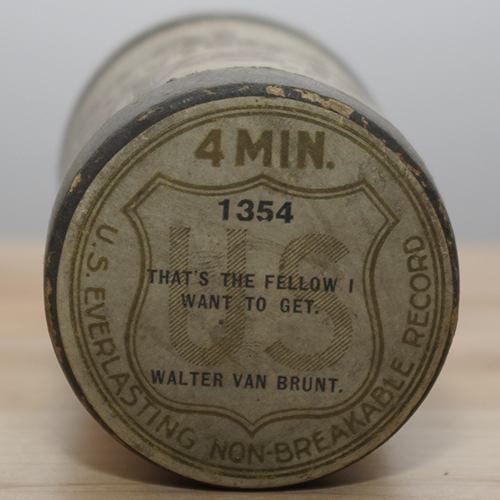 4 MIN.
1354
US
THAT'S THE FELLOW I
WANT TO GET.
WALTER VAN BRUNT.
U.S. EVERLASTING NON-BREAKABLE RECORD